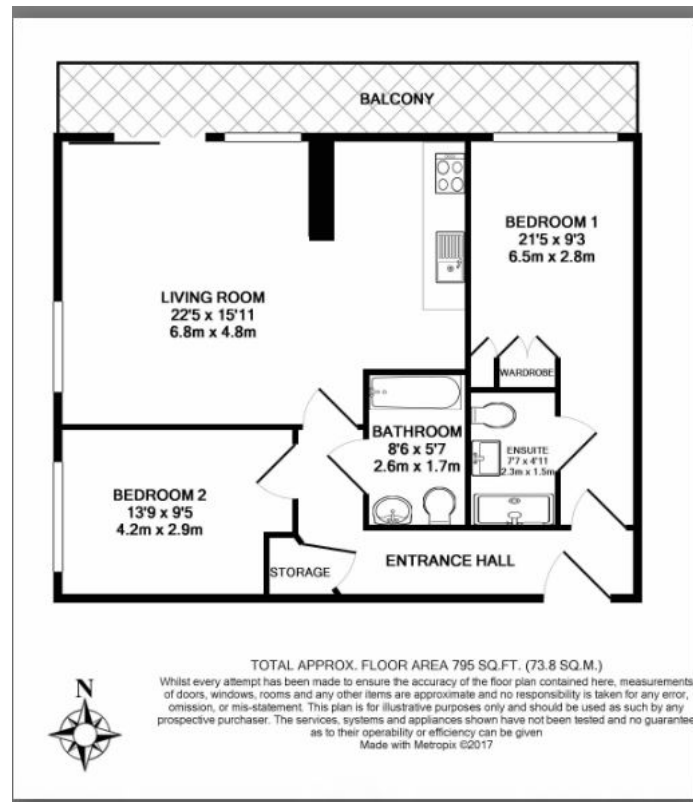 BALCONY
BEDROOM 1
21'5 x 9'3
6.5m x 2.8m
LIVING ROOM
22'5 x 15'11
6.8m x 4.8m
WARDROBE
BATHROOM
8'6 x 5'7
2.6m x 1.7m
ENSUITE
7'7 x 4'11
2.3m x 1.5m
BEDROOM 2
13'9 x 9'5
4.2m x 2.9m
STORAGE
ENTRANCE HALL
N
TOTAL APPROX. FLOOR AREA 795 SQ.FT. (73.8 SQ.M.)
Whilst every attempt has been made to ensure the accuracy of the floor plan contained here, measurements
of doors, windows, rooms and any other items are approximate and no responsibility is taken for any error,
omission, or mis-statement. This plan is for illustrative purposes only and should be used as such by any
prospective purchaser. The services, systems and appliances shown have not been tested and no guarantee
as to their operability or efficiency can be given
Made with Metropix ©2017